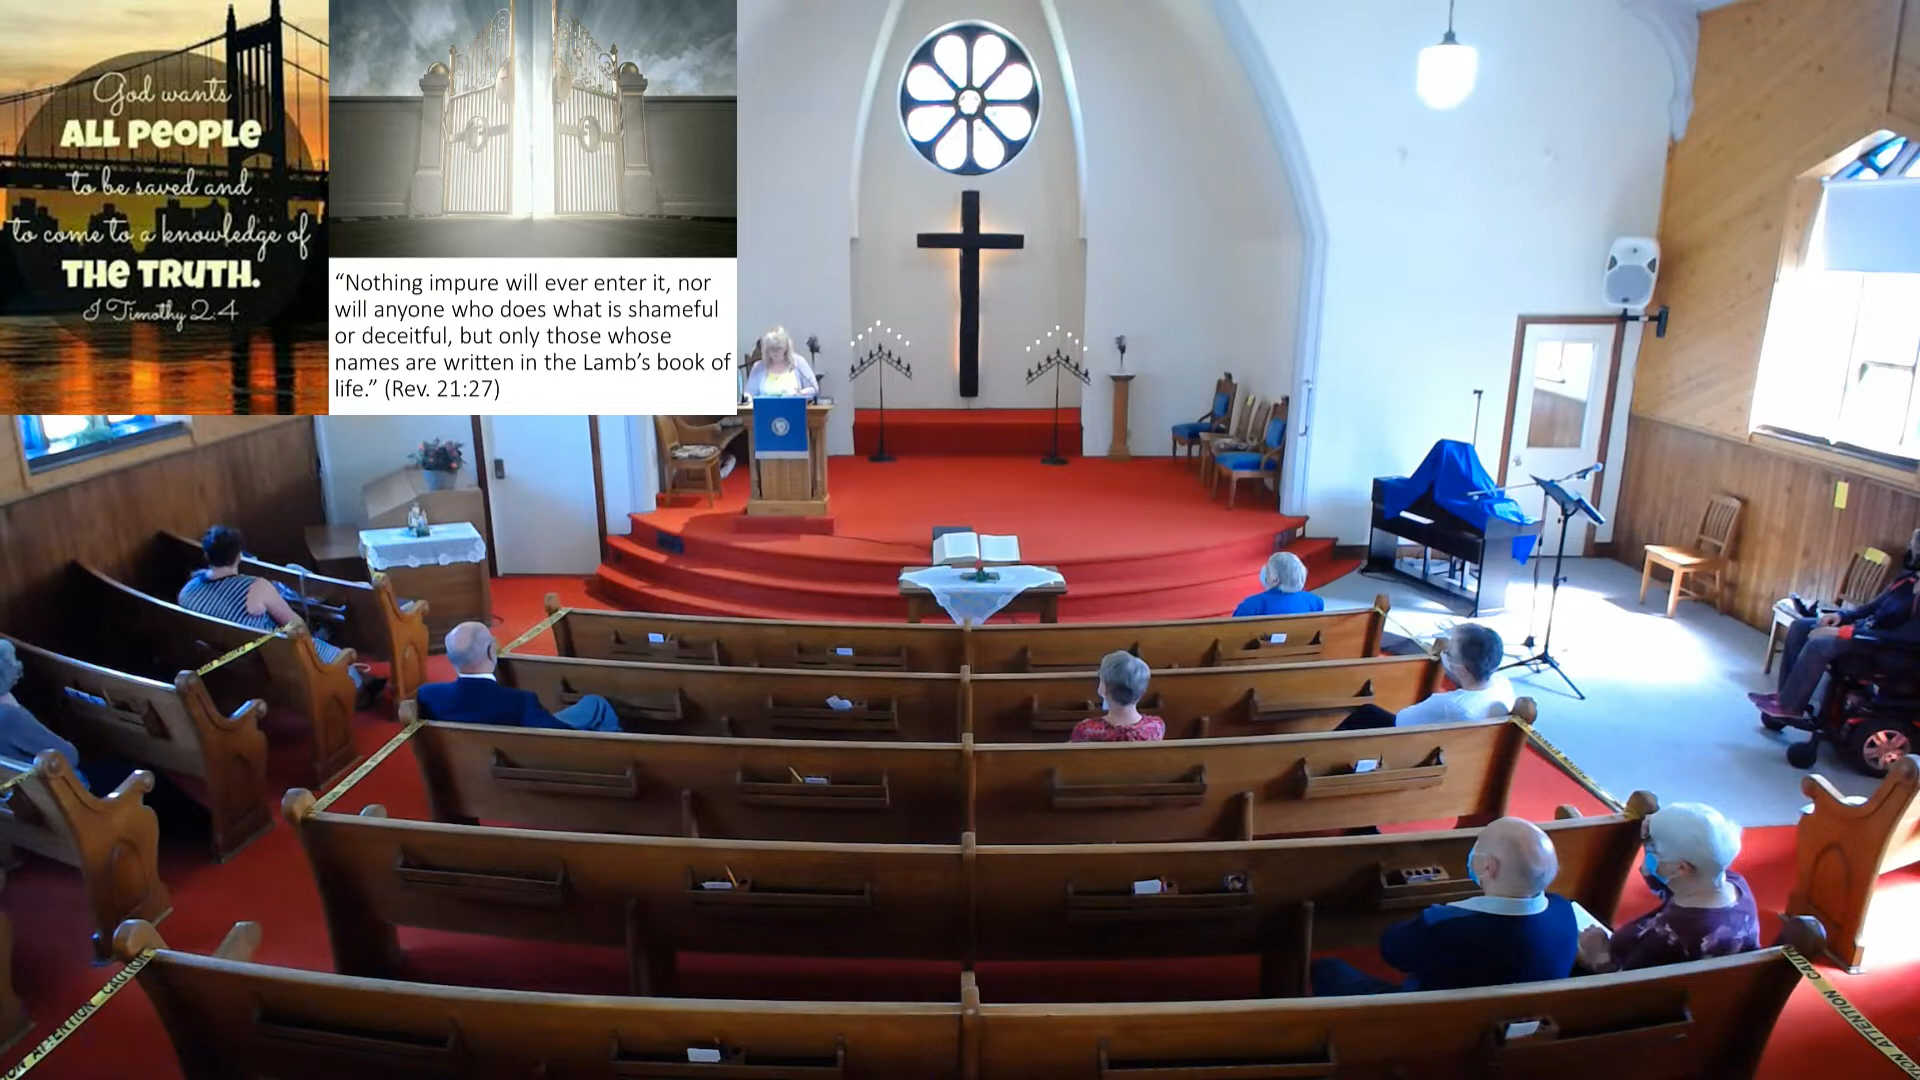 God wants
ALL PEOPLE
to be saved and
to come to a knowledge of
THE TRUTH.
I Timothy 2:4
“Nothing impure will ever enter it, nor
will anyone who does what is shameful
or deceitful, but only those whose
names are written in the Lamb’s book of
life.” (Rev. 21:27)
CAUTION
ATTENTION
CAUTION ATTENTION